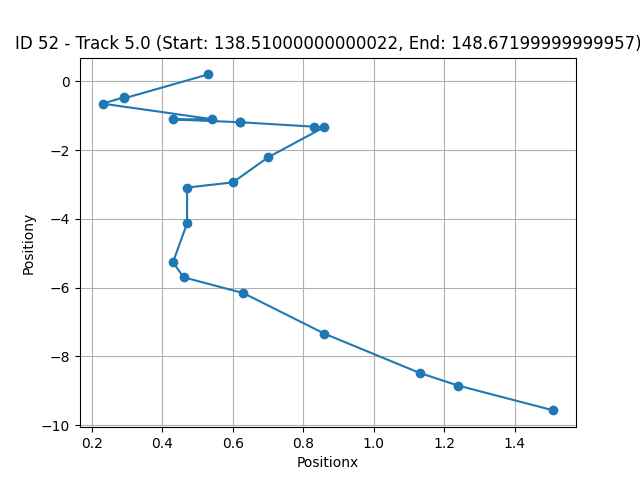 ID 52 - Track 5.0 (Start: 138.51000000000022, End: 148.67199999999957)
0
−2
−4
−6
−8
−10
Positiony
0.2 0.4 0.6 0.8 1.0 1.2 1.4
Positionx